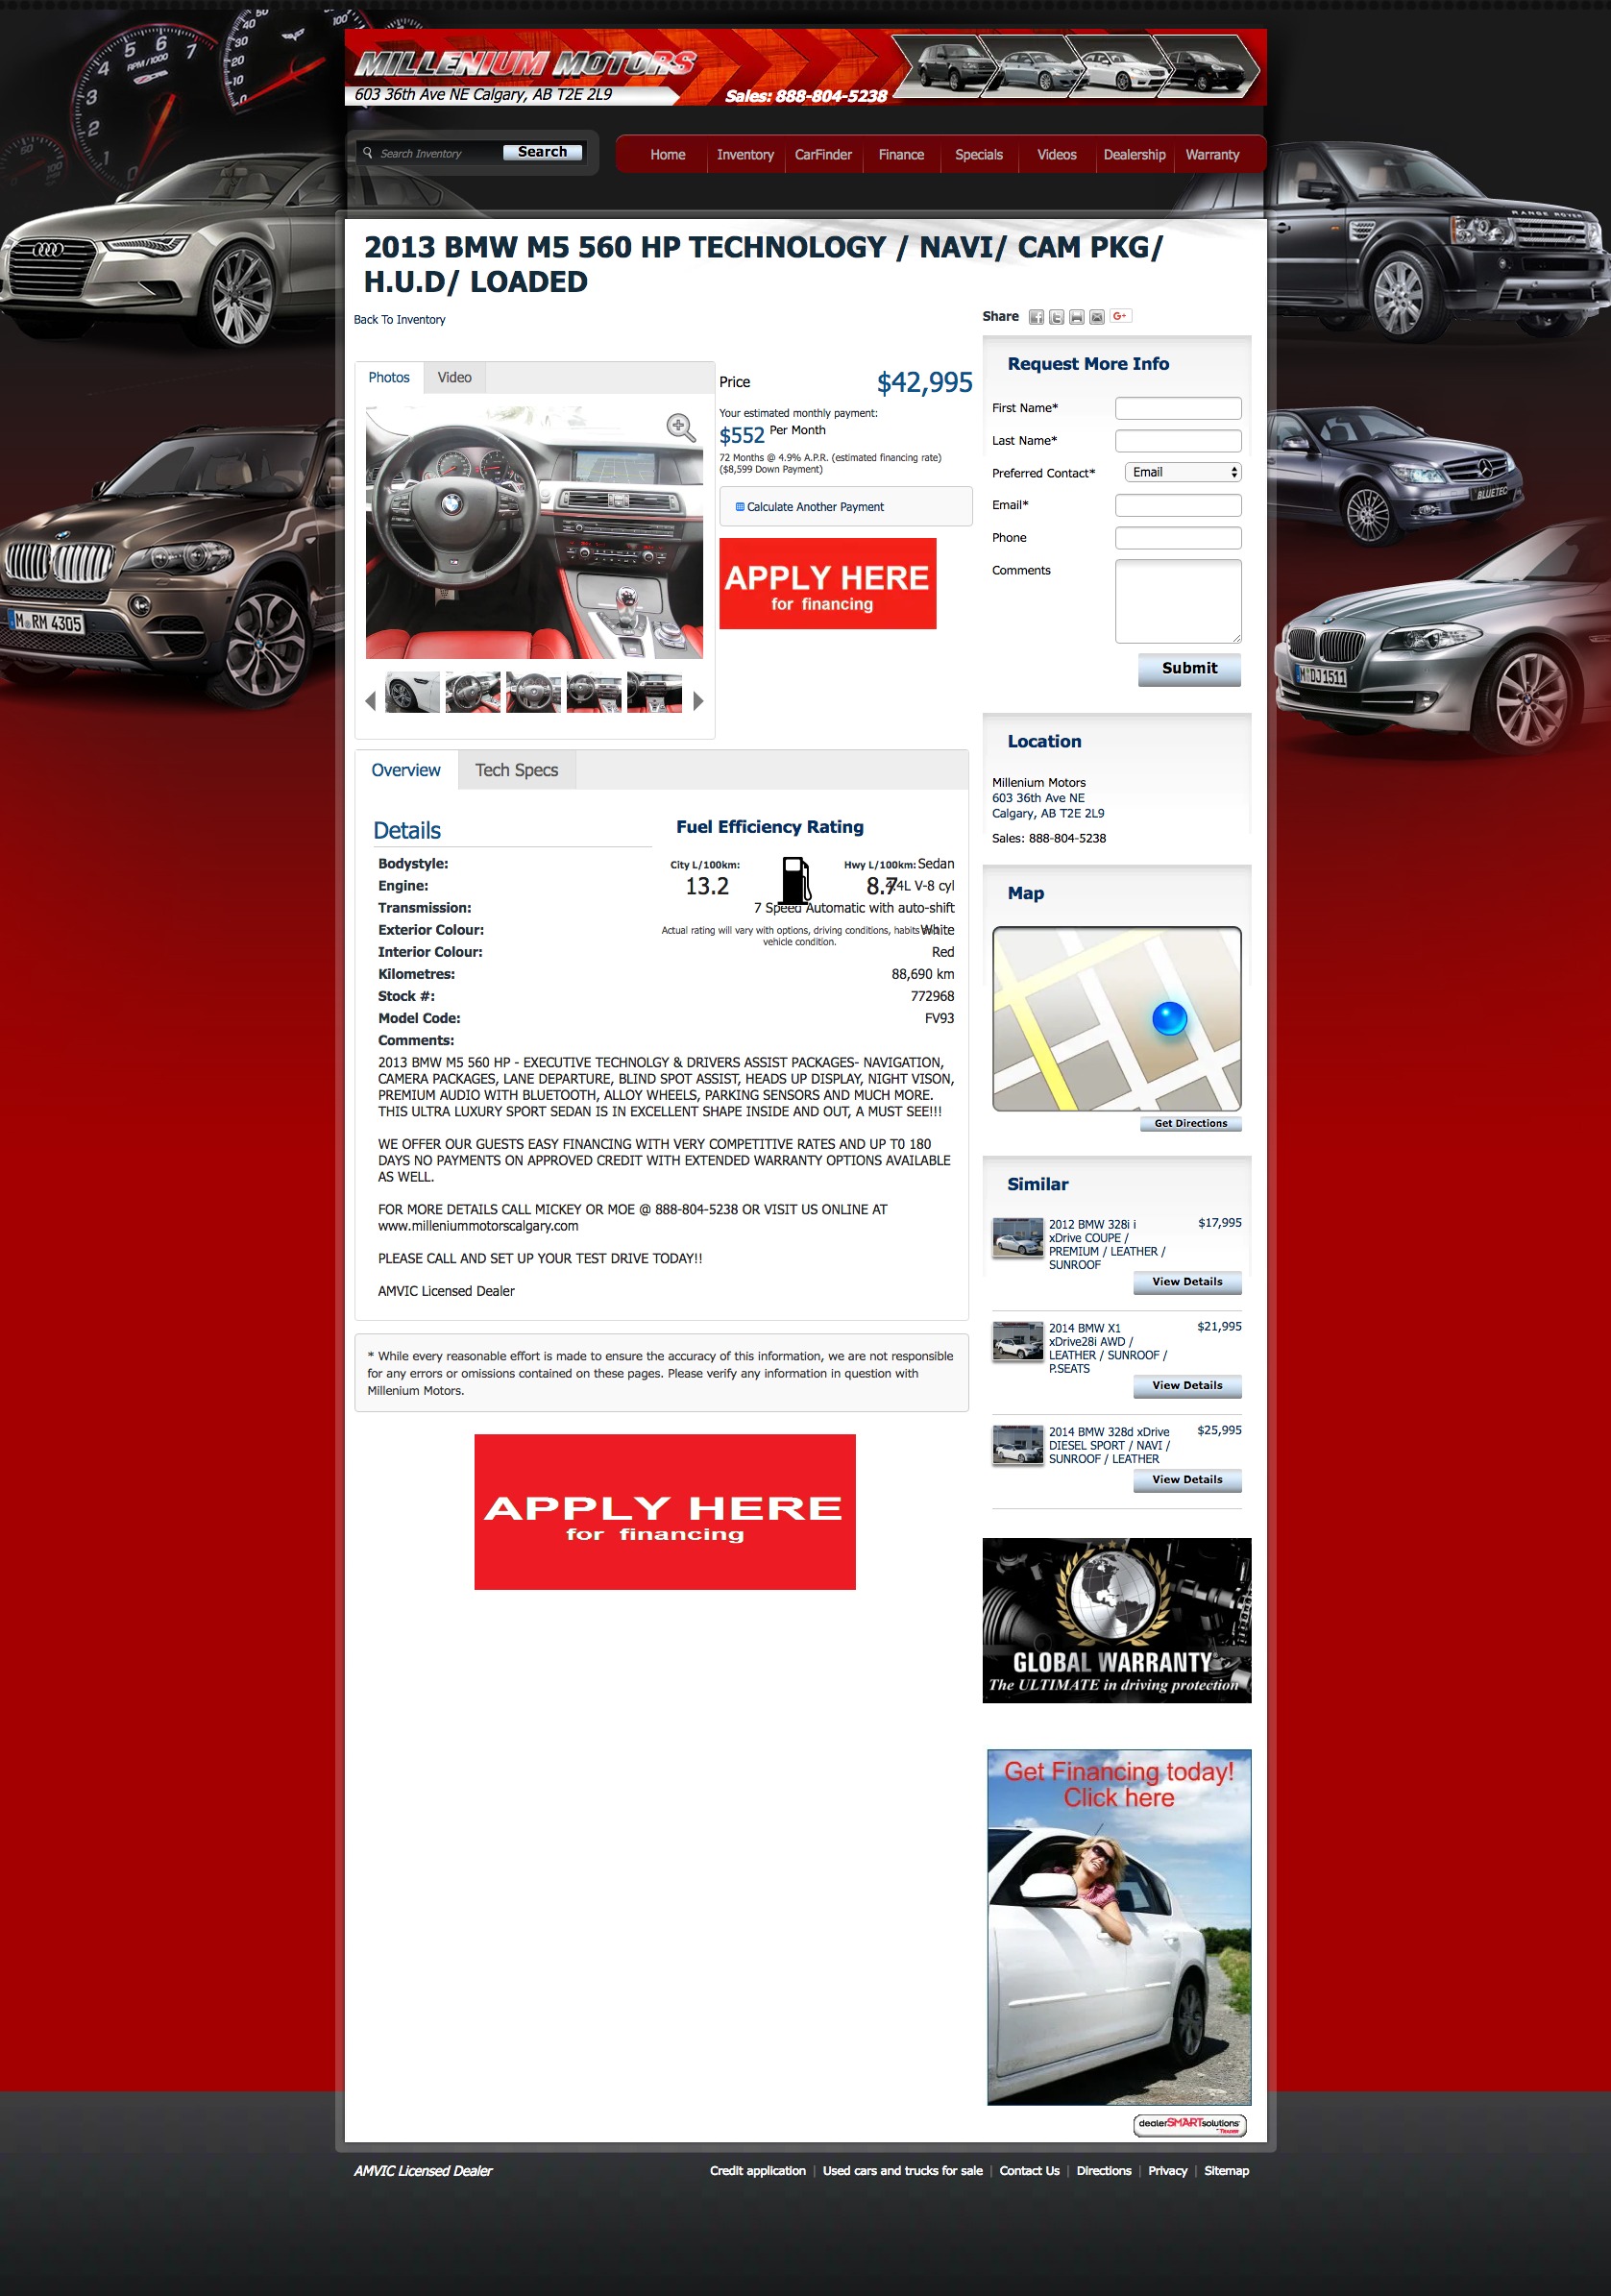 MILLENIUM MOTORS
603 36th Ave NE Calgary, AB T2E 2L9
Sales: 888-804-5238
Search Inventory
Search
Home
Inventory
CarFinder
Finance
Specials
Videos
Dealership
Warranty
RANGE ROVER
2013 BMW M5 560 HP TECHNOLOGY / NAVI/ CAM PKG/
H.U.D/ LOADED
Back To Inventory
Share
G+
Photos
Video
Price
$42,995
Your estimated monthly payment:
$552 Per Month
72 Months @ 4.9% A.P.R. (estimated financing rate)
($8,599 Down Payment)
Calculate Another Payment
APPLY HERE
for financing
Request More Info
First Name*
Last Name*
Preferred Contact*
Email
Email*
Phone
Comments
Submit
BLUETEC
M RM 4305
M DJ 1511
Overview
Tech Specs
Details
Bodystyle:
Sedan
Engine:
4.4L V-8 cyl
Transmission:
7 Speed Automatic with auto-shift
Exterior Colour:
White
Interior Colour:
Red
Kilometres:
88,690 km
Stock #:
772968
Model Code:
FV93
Fuel Efficiency Rating
City L/100km:
13.2
Hwy L/100km:
8.7
Actual rating will vary with options, driving conditions, habits and
vehicle condition.
Comments:
2013 BMW M5 560 HP - EXECUTIVE TECHNOLGY & DRIVERS ASSIST PACKAGES- NAVIGATION,
CAMERA PACKAGES, LANE DEPARTURE, BLIND SPOT ASSIST, HEADS UP DISPLAY, NIGHT VISON,
PREMIUM AUDIO WITH BLUETOOTH, ALLOY WHEELS, PARKING SENSORS AND MUCH MORE.
THIS ULTRA LUXURY SPORT SEDAN IS IN EXCELLENT SHAPE INSIDE AND OUT, A MUST SEE!!!
WE OFFER OUR GUESTS EASY FINANCING WITH VERY COMPETITIVE RATES AND UP T0 180
DAYS NO PAYMENTS ON APPROVED CREDIT WITH EXTENDED WARRANTY OPTIONS AVAILABLE
AS WELL.
FOR MORE DETAILS CALL MICKEY OR MOE @ 888-804-5238 OR VISIT US ONLINE AT
www.milleniummotorscalgary.com
PLEASE CALL AND SET UP YOUR TEST DRIVE TODAY!!
AMVIC Licensed Dealer
* While every reasonable effort is made to ensure the accuracy of this information, we are not responsible
for any errors or omissions contained on these pages. Please verify any information in question with
Millenium Motors.
APPLY HERE
for financing
Location
Millenium Motors
603 36th Ave NE
Calgary, AB T2E 2L9
Sales: 888-804-5238
Map
Get Directions
Similar
2012 BMW 328i i
xDrive COUPE /
PREMIUM / LEATHER /
SUNROOF
$17,995
View Details
2014 BMW X1
xDrive28i AWD /
LEATHER / SUNROOF /
P.SEATS
$21,995
View Details
2014 BMW 328d xDrive
DIESEL SPORT / NAVI /
SUNROOF / LEATHER
$25,995
View Details
GLOBAL WARRANTY
The ULTIMATE in driving protection
Get Financing today!
Click here
dealerSMARTsolutions
AMVIC Licensed Dealer
Credit application | Used cars and trucks for sale | Contact Us | Directions | Privacy | Sitemap